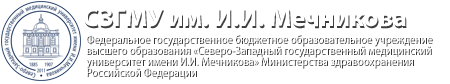 СЗГМУ им. И.И. Мечникова
Федеральное государственное бюджетное образовательное учреждение
высшего образования «Северо-Западный государственный медицинский
университет имени И.И. Мечникова» Министерства здравоохранения
Российской Федерации